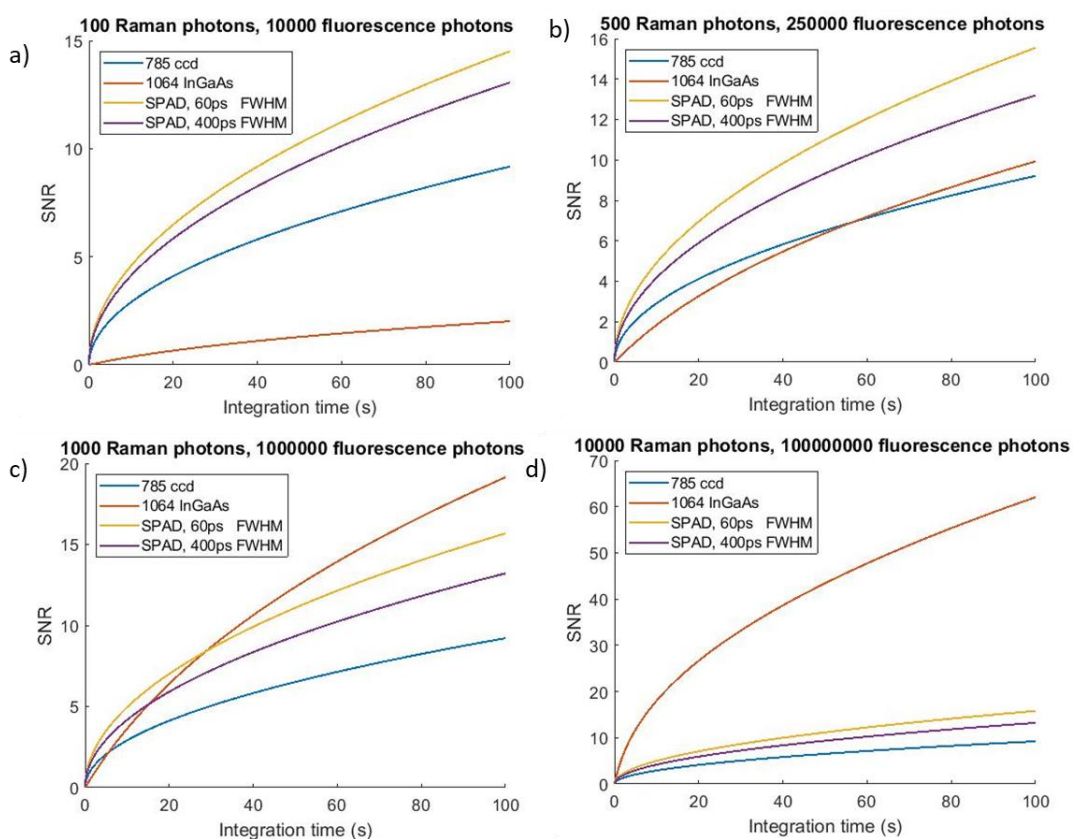 a)
100 Raman photons, 10000 fluorescence photons
15
10
5
0
SNR
785 ccd
1064 InGaAs
SPAD, 60ps FWHM
SPAD, 400ps FWHM
0 20 40 60 80 100
Integration time (s)
b)
500 Raman photons, 250000 fluorescence photons
16
14
12
10
8
6
4
2
0
SNR
785 ccd
1064 InGaAs
SPAD, 60ps FWHM
SPAD, 400ps FWHM
0 20 40 60 80 100
Integration time (s)
c)
1000 Raman photons, 1000000 fluorescence photons
20
15
10
5
0
SNR
785 ccd
1064 InGaAs
SPAD, 60ps FWHM
SPAD, 400ps FWHM
0 20 40 60 80 100
Integration time (s)
d)
10000 Raman photons, 100000000 fluorescence photons
70
60
50
40
30
20
10
0
SNR
785 ccd
1064 InGaAs
SPAD, 60ps FWHM
SPAD, 400ps FWHM
0 20 40 60 80 100
Integration time (s)